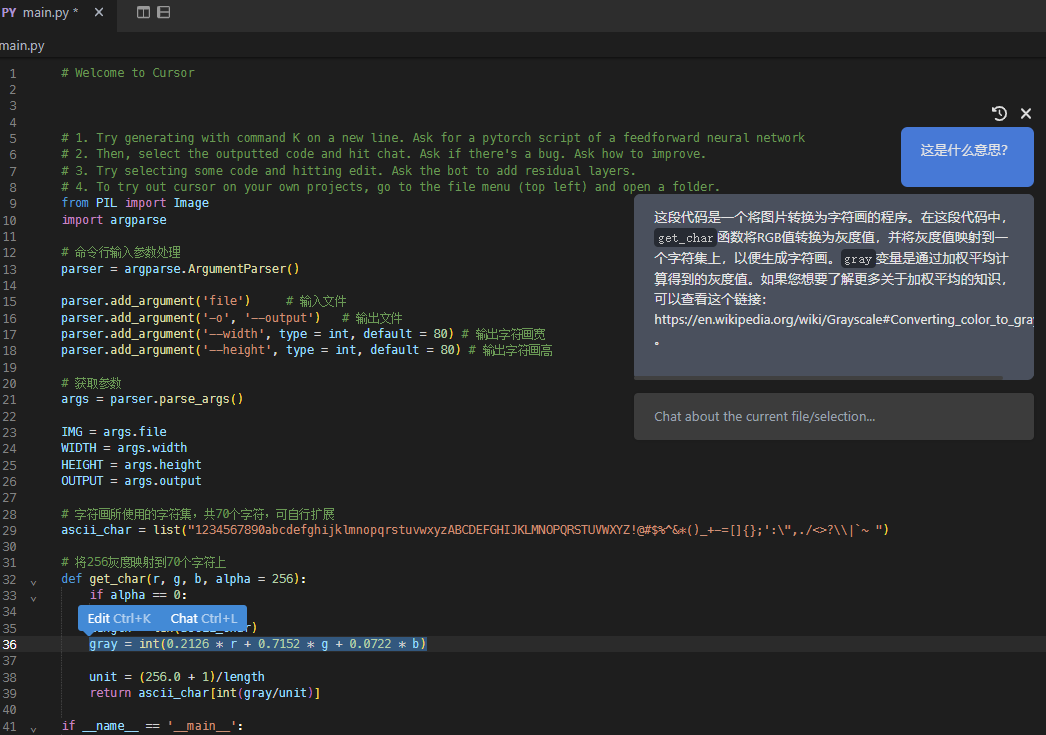 PY main.py *
main.py
1 # Welcome to Cursor
2
3
4
5 # 1. Try generating with command K on a new line. Ask for a pytorch script of a feedforward neural network
6 # 2. Then, select the outputted code and hit chat. Ask if there's a bug. Ask how to improve.
7 # 3. Try selecting some code and hitting edit. Ask the bot to add residual layers.
8 # 4. To try out cursor on your own projects, go to the file menu (top left) and open a folder.
9 from PIL import Image
10 import argparse
11
12 # 命令行输入参数处理
13 parser = argparse.ArgumentParser()
14
15 parser.add_argument('file')     # 输入文件
16 parser.add_argument('-o', '--output')   # 输出文件
17 parser.add_argument('--width', type = int, default = 80) # 输出字符画宽
18 parser.add_argument('--height', type = int, default = 80) # 输出字符画高
19
20 # 获取参数
21 args = parser.parse_args()
22
23 IMG = args.file
24 WIDTH = args.width
25 HEIGHT = args.height
26 OUTPUT = args.output
27
28 # 字符画所使用的字符集，共70个字符，可自行扩展
29 ascii_char = list("1234567890abcdefghijklmnopqrstuvwxyzABCDEFGHIJKLMNOPQRSTUVWXYZ!@#$%^&*()_+-=[]{};':\",./<>?\\|`~ ")
30
31 # 将256灰度映射到70个字符上
32 def get_char(r, g, b, alpha = 256):
33     if alpha == 0:
34
Edit Ctrl+K Chat Ctrl+L
35
36     gray = int(0.2126 * r + 0.7152 * g + 0.0722 * b)
37
38     unit = (256.0 + 1)/length
39     return ascii_char[int(gray/unit)]
40
41 if __name__ == '__main__':
这是什么意思?
这段代码是一个将图片转换为字符画的程序。在这段代码中，
get_char函数将RGB值转换为灰度值，并将灰度值映射到一
个字符集上，以便生成字符画。gray变量是通过加权平均计
算得到的灰度值。如果您想要了解更多关于加权平均的知识，
可以查看这个链接：
https://en.wikipedia.org/wiki/Grayscale#Converting_color_to_gra
。
Chat about the current file/selection...